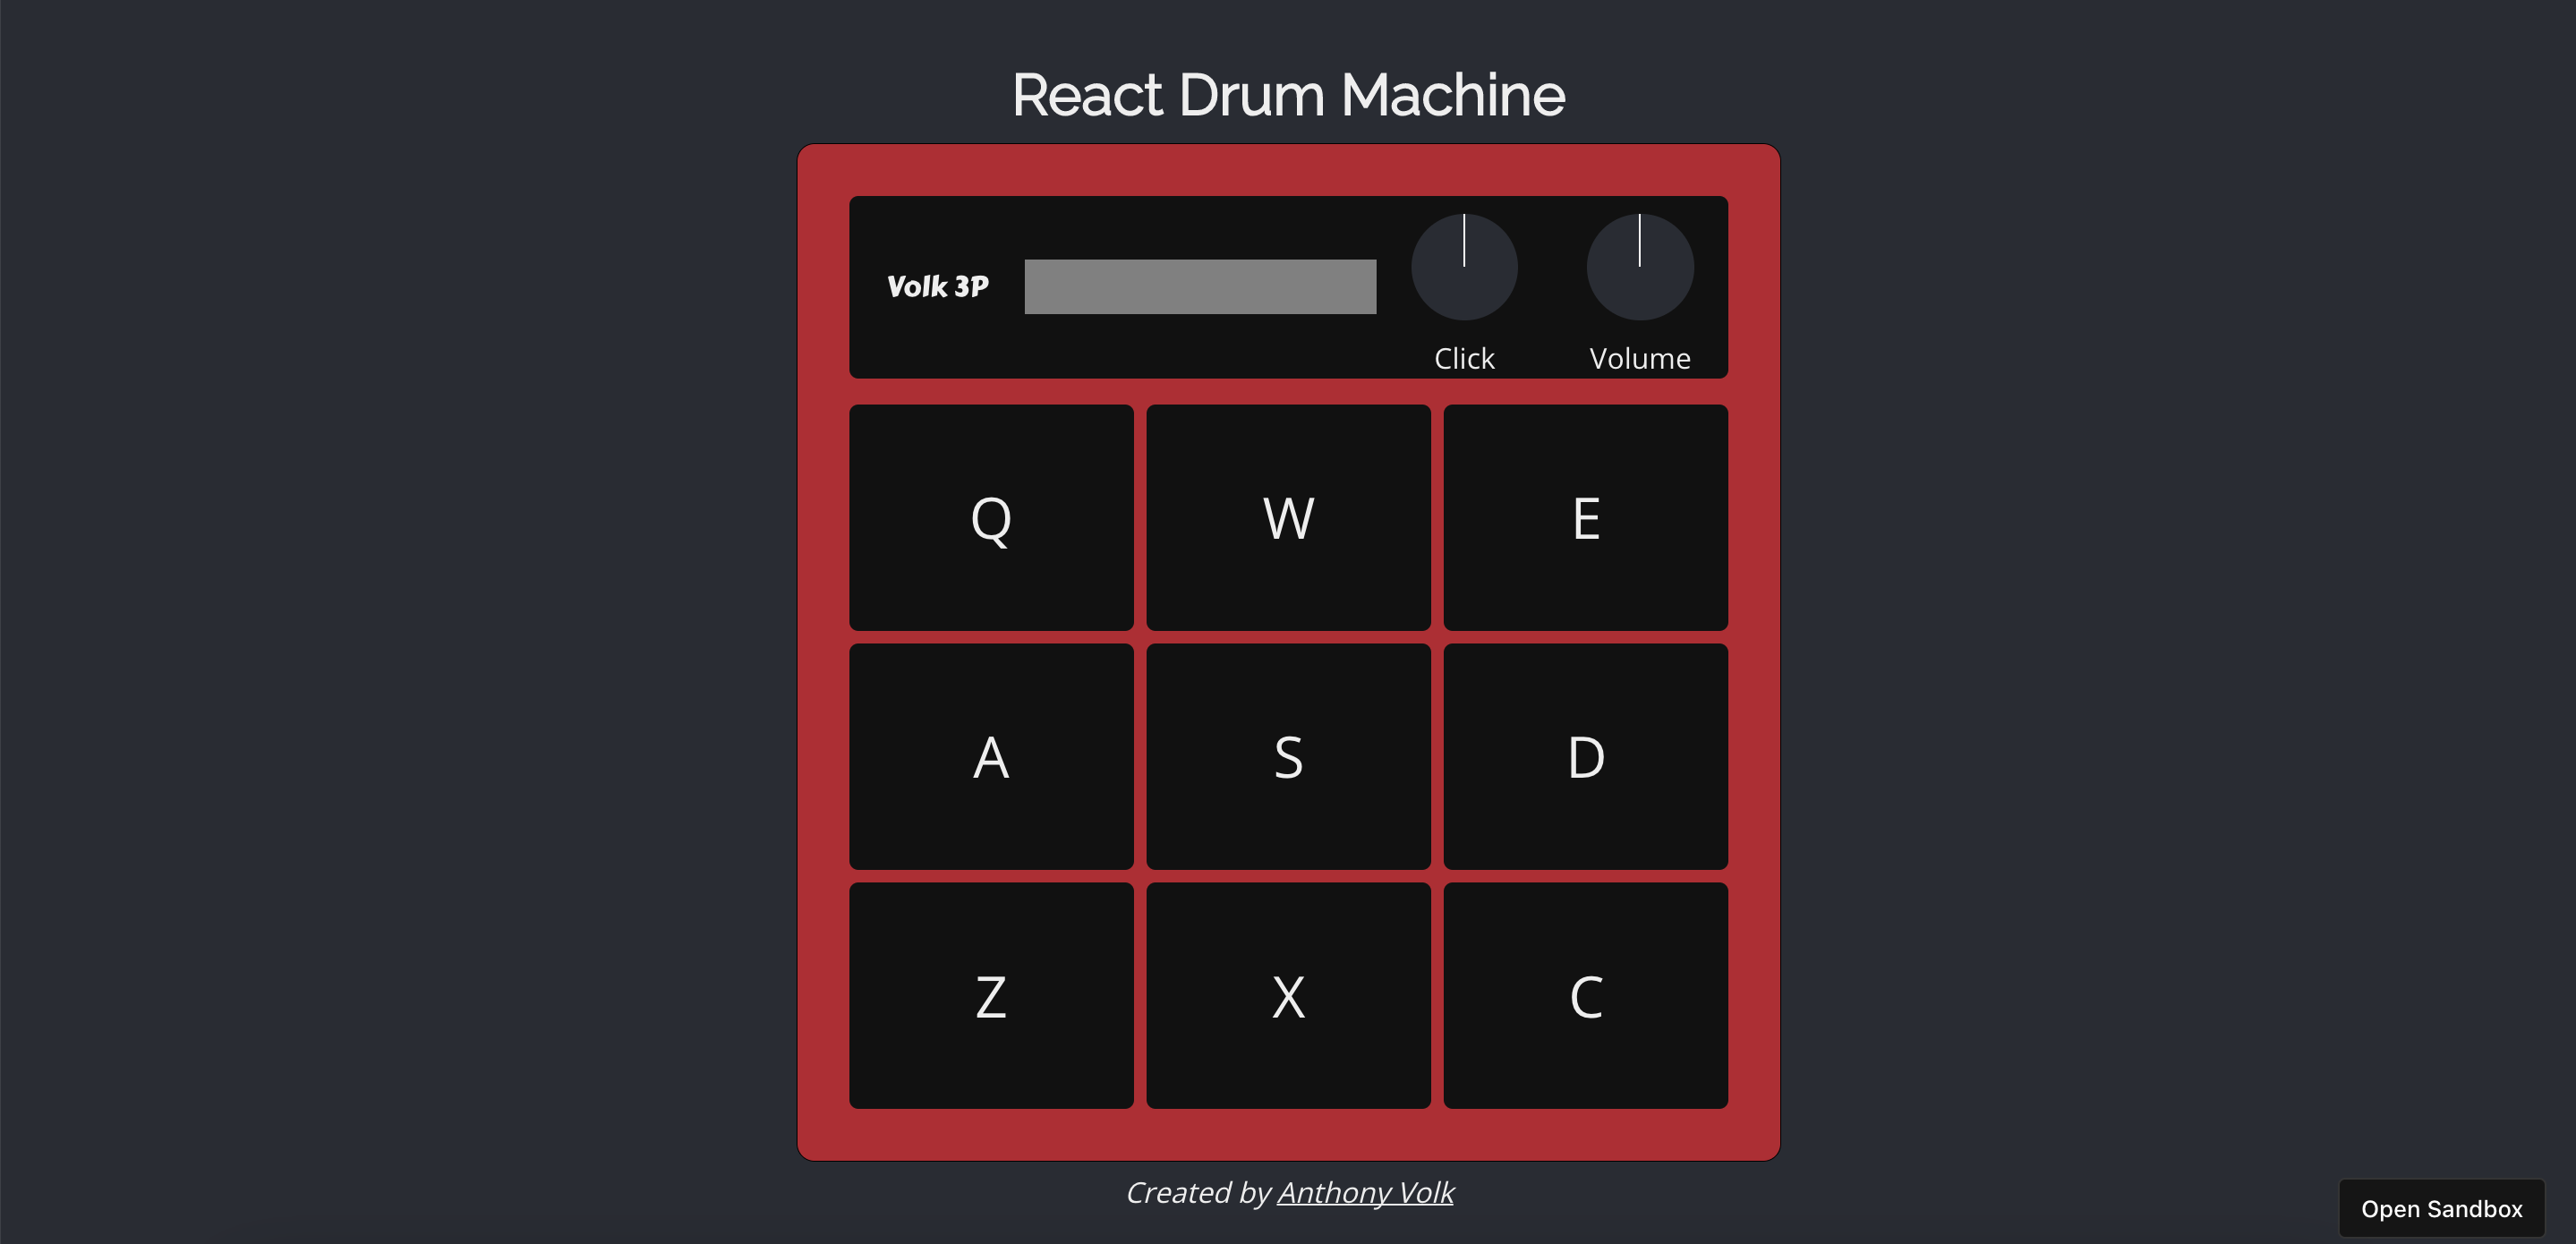 React Drum Machine
Volk 3P
Click
Volume
Q
W
E
A
S
D
Z
X
C
Created by Anthony Volk
Open Sandbox